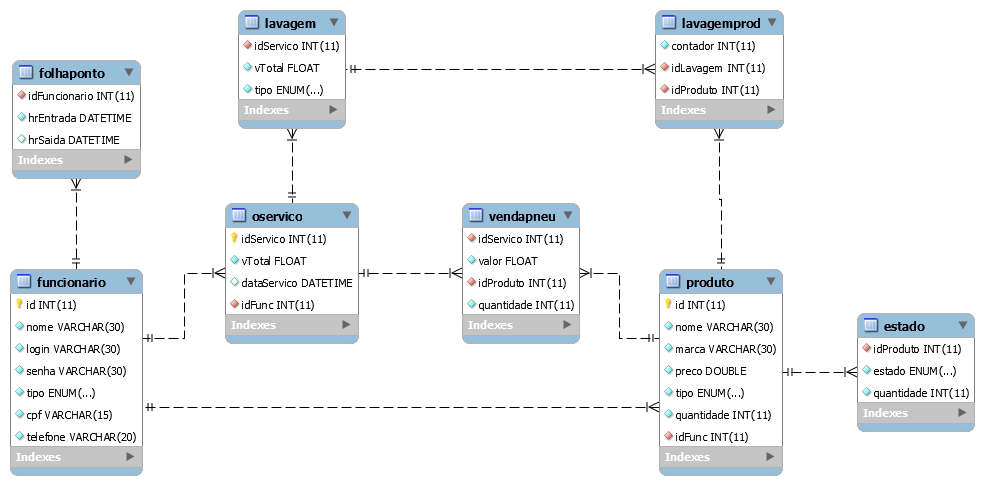 lavagem
idServico INT(11)
vTotal FLOAT
tipo ENUM(...)
Indexes
lavagemprod
contador INT(11)
idLavagem INT(11)
idProduto INT(11)
Indexes
folhaponto
idFuncionario INT(11)
hrEntrada DATETIME
hrSaida DATETIME
Indexes
oservico
idServico INT(11)
vTotal FLOAT
dataServico DATETIME
idFunc INT(11)
Indexes
vendapneu
idServico INT(11)
valor FLOAT
idProduto INT(11)
quantidade INT(11)
Indexes
funcionario
id INT(11)
nome VARCHAR(30)
login VARCHAR(30)
senha VARCHAR(30)
tipo ENUM(...)
cpf VARCHAR(15)
telefone VARCHAR(20)
Indexes
produto
id INT(11)
nome VARCHAR(30)
marca VARCHAR(30)
preco DOUBLE
tipo ENUM(...)
quantidade INT(11)
idFunc INT(11)
Indexes
estado
idProduto INT(11)
estado ENUM(...)
quantidade INT(11)
Indexes